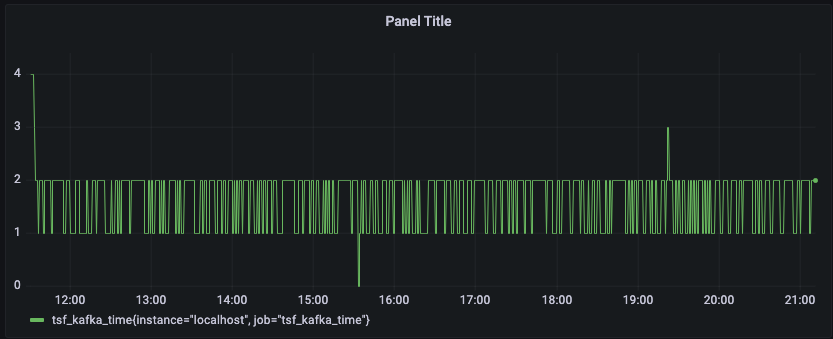 Panel Title
4
3
2
1
0
12:00 13:00 14:00 15:00 16:00 17:00 18:00 19:00 20:00 21:00
tsf_kafka_time{instance="localhost", job="tsf_kafka_time"}